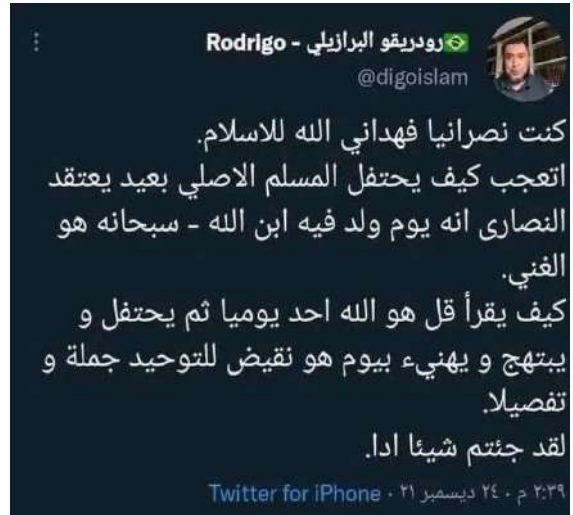 رودريقو البرازيلي - Rodrigo
@digoislam
كنت نصرانيا فهداني الله للاسلام.
اتعجب كيف يحتفل المسلم الاصلي بعيد يعتقد
النصارى انه يوم ولد فيه ابن الله - سبحانه هو
الغني.
كيف يقرأ قل هو الله احد يوميا ثم يحتفل و
يبتهج و يهنيء بيوم هو نقيض للتوحيد جملة و
تفصيلا.
لقد جئتم شيئا ادا.
٢:٣٩ م · ٢٤ ديسمبر ٢١ · Twitter for iPhone